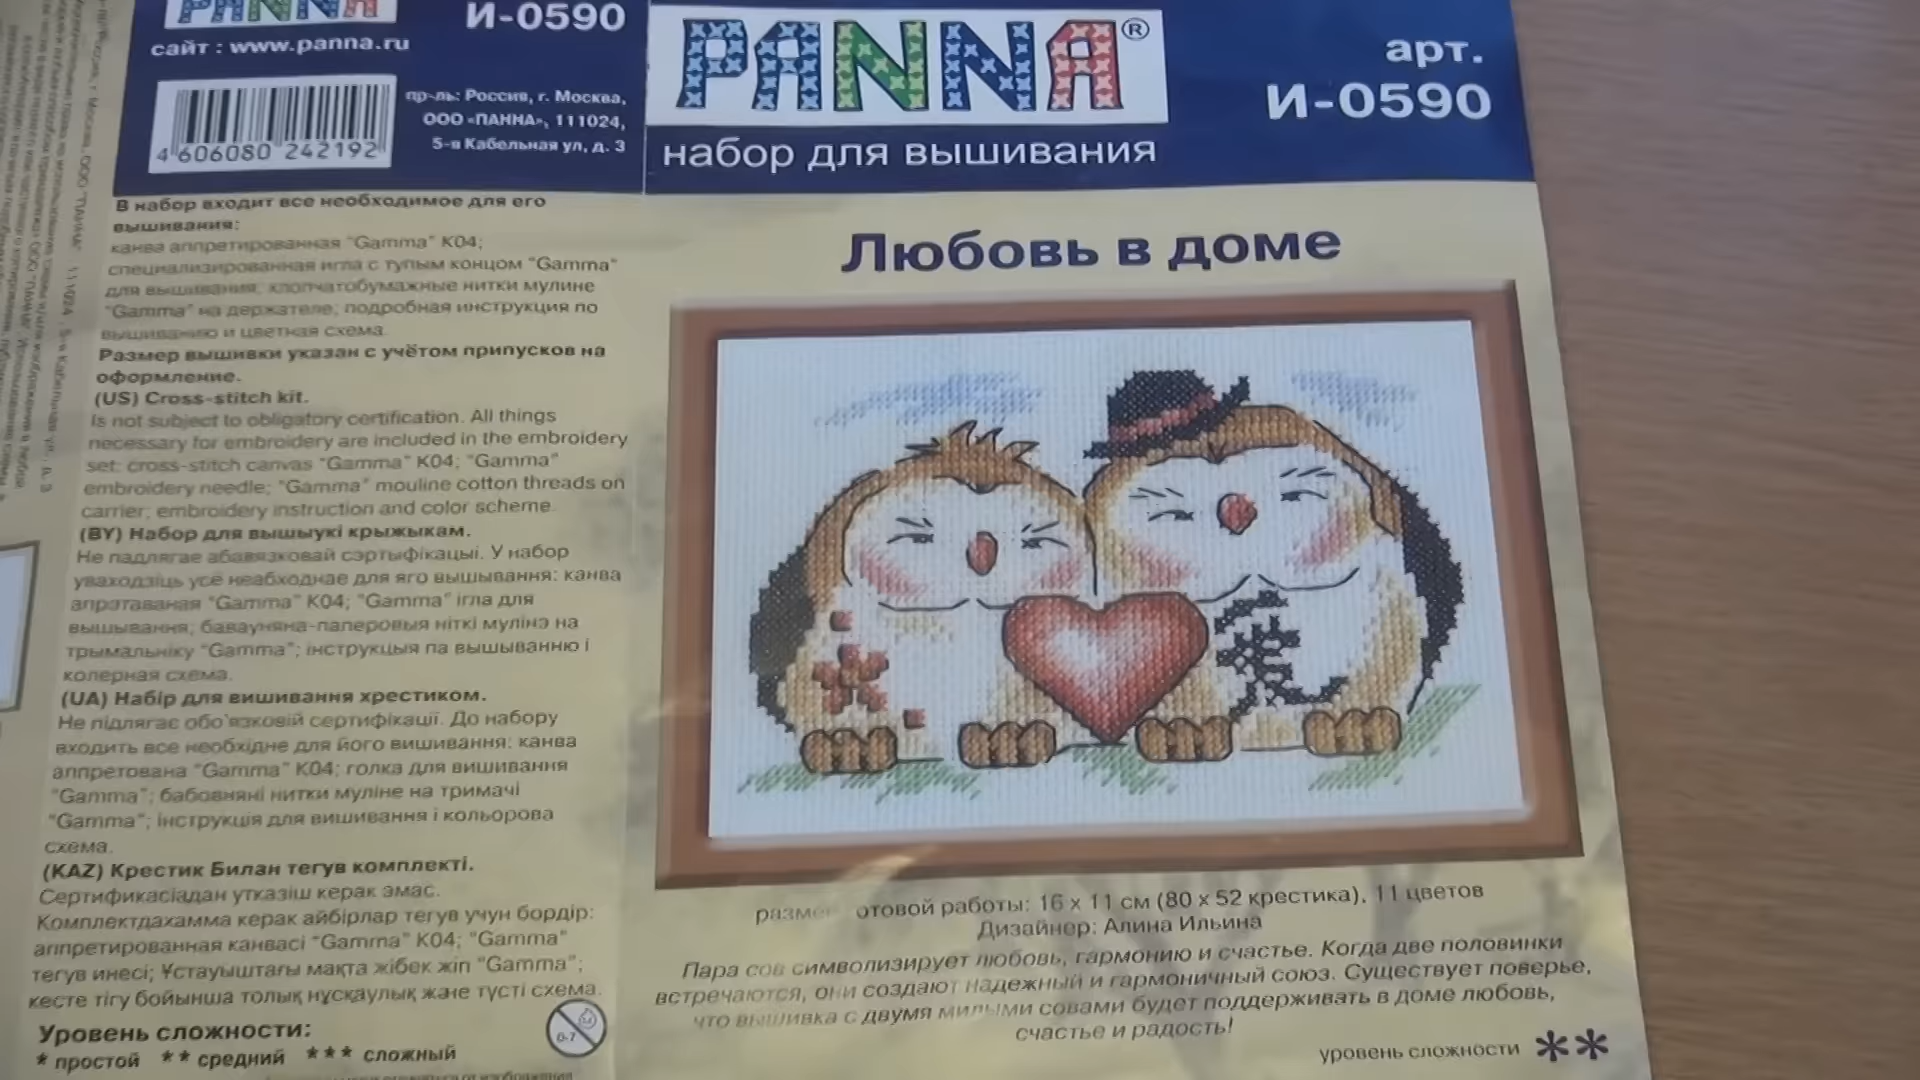 PANNA
сайт : www.panna.ru
И-0590
4 606080 242192
пр-ль: Россия, г. Москва,
ООО «ПАННА», 111024,
5-я Кабельная ул, д. 3
В набор входит все необходимое для его
вышивания:
канва аппретированная "Gamma" K04;
специализированная игла с тупым концом "Gamma"
для вышивания; хлопчатобумажные нитки мулине
"Gamma" на держателе; подробная инструкция по
вышиванию и цветная схема.
Размер вышивки указан с учётом припусков на
оформление.
(US) Cross-stitch kit.
Is not subject to obligatory certification. All things
necessary for embroidery are included in the embroidery
set: cross-stitch canvas "Gamma" K04; "Gamma"
embroidery needle; "Gamma" mouline cotton threads on
carrier; embroidery instruction and color scheme.
(BY) Набор для вышыукі крыжыкам.
Не падлягае абавязковай сэртыфікацыі. У набор
уваходзіць усё неабходнае для яго вышывання: канва
апрэтаваная "Gamma" K04; "Gamma" ігла для
вышывання; баваўняна-папяровыя ніткі мулінэ на
трымальніку "Gamma"; інструкцыя па вышыванню і
колерная схема.
(UA) Набір для вишивання хрестиком.
Не підлягає обо'язковій сертифікації. До набору
входить все необхідне для його вишивання: канва
аппретована "Gamma" K04; голка для вишивання
"Gamma"; бабовняні нитки муліне на тримачі
"Gamma"; інструкція для вишивання і кольорова
схема.
(KAZ) Крестик Билан тегув комплекті.
Сертификасіадан утказіш керак эмас.
Комплектдахамма керак айбірлар тегув учун бордір:
аппретированная канвасі "Gamma" K04; "Gamma"
тегув инесі; Ұстауыштағы мақта жібек жіп "Gamma";
кесте тігу бойынша толық нұсқаулық және түсті схема.
Уровень сложности:
* простой ** средний *** сложный
0-3
PANNA®
арт.
И-0590
набор для вышивания
Любовь в доме
отовой работы: 16 x 11 см (80 x 52 крестика), 11 цветов
Дизайнер: Алина Ильина
Пара сов символизирует любовь, гармонию и счастье. Когда две половинки
встречаются, они создают надежный и гармоничный союз. Существует поверье,
что вышивка с двумя милыми совами будет поддерживать в доме любовь,
счастье и радость!
уровень сложности **